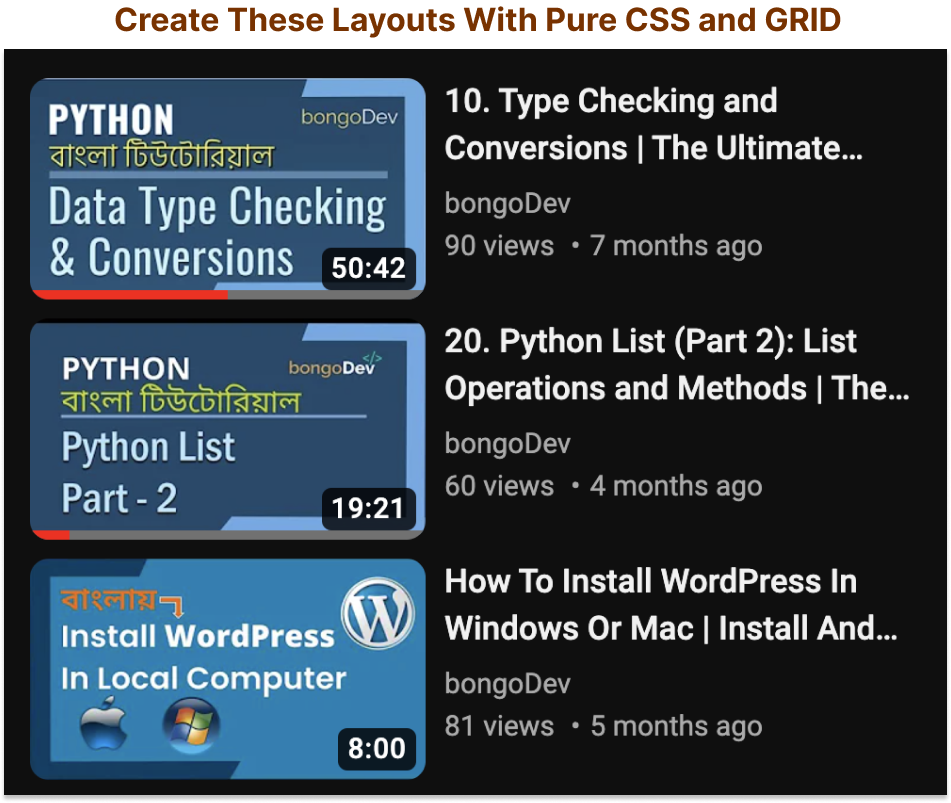 Create These Layouts With Pure CSS and GRID
PYTHON
bongoDev
বাংলা টিউটোরিয়াল
Data Type Checking
& Conversions
50:42
10. Type Checking and
Conversions | The Ultimate...
bongoDev
90 views • 7 months ago
PYTHON
bongoDev
</>
বাংলা টিউটোরিয়াল
Python List
Part - 2
19:21
20. Python List (Part 2): List
Operations and Methods | The...
bongoDev
60 views • 4 months ago
বাংলায়
Install WordPress
In Local Computer
W
8:00
How To Install WordPress In
Windows Or Mac | Install And...
bongoDev
81 views • 5 months ago